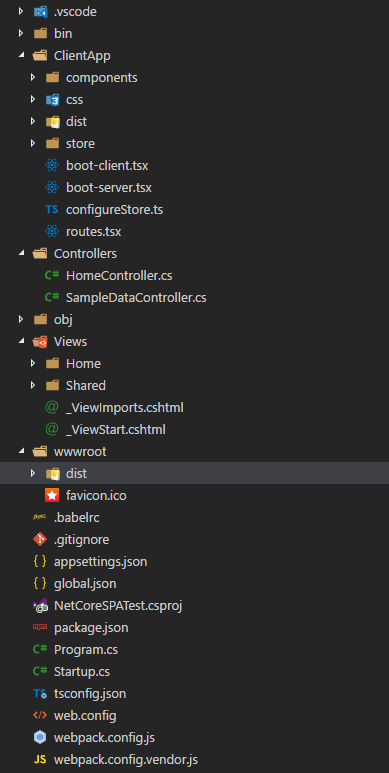 .vscode
bin
ClientApp
components
css
dist
store
boot-client.tsx
boot-server.tsx
TS configureStore.ts
routes.tsx
Controllers
C# HomeController.cs
C# SampleDataController.cs
obj
Views
Home
Shared
@ _ViewImports.cshtml
@ _ViewStart.cshtml
wwwroot
dist
favicon.ico
.babelrc
.gitignore
{ } appsettings.json
{ } global.json
NetCoreSPATest.csproj
package.json
C# Program.cs
C# Startup.cs
TS tsconfig.json
</> web.config
webpack.config.js
JS webpack.config.vendor.js